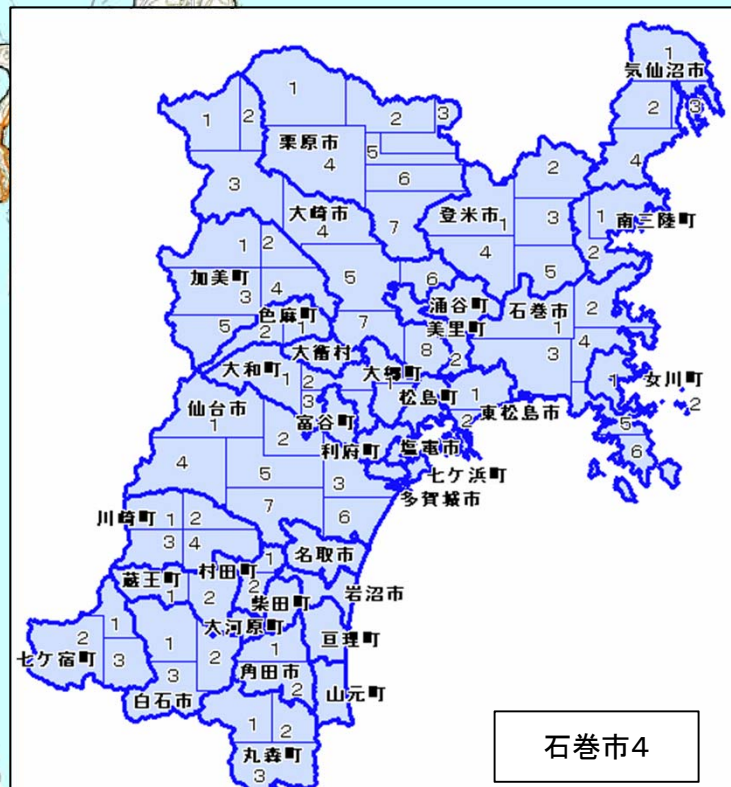 1
気仙沼市
1
1 2
2 3
2 3
栗原市
5
4
2 4
6
3
大崎市
登米市 1
3
1 南三陸町
4
7
4
2
1 2
5
加美町
5
6
涌谷町
石巻市
2
4
3
色麻町
美里町
1
4
5
2 1
7
大衡村
8 2
3
1 女川町
大和町 1
2
大郷町
1
松島町
1
2
仙台市
3
東松島市
1
富谷町
2
5
2
利府町
塩竈市
6
4
5
3
七ケ浜町
多賀城市
7
6
川崎町 1 2
3 4
名取市
1
蔵王町
村田町
1
2
2
柴田町
岩沼市
1
大河原町
亘理町
2
1
1
七ケ宿町
3
2
角田市
3
2
山元町
白石市
1 2
丸森町
3
石巻市4